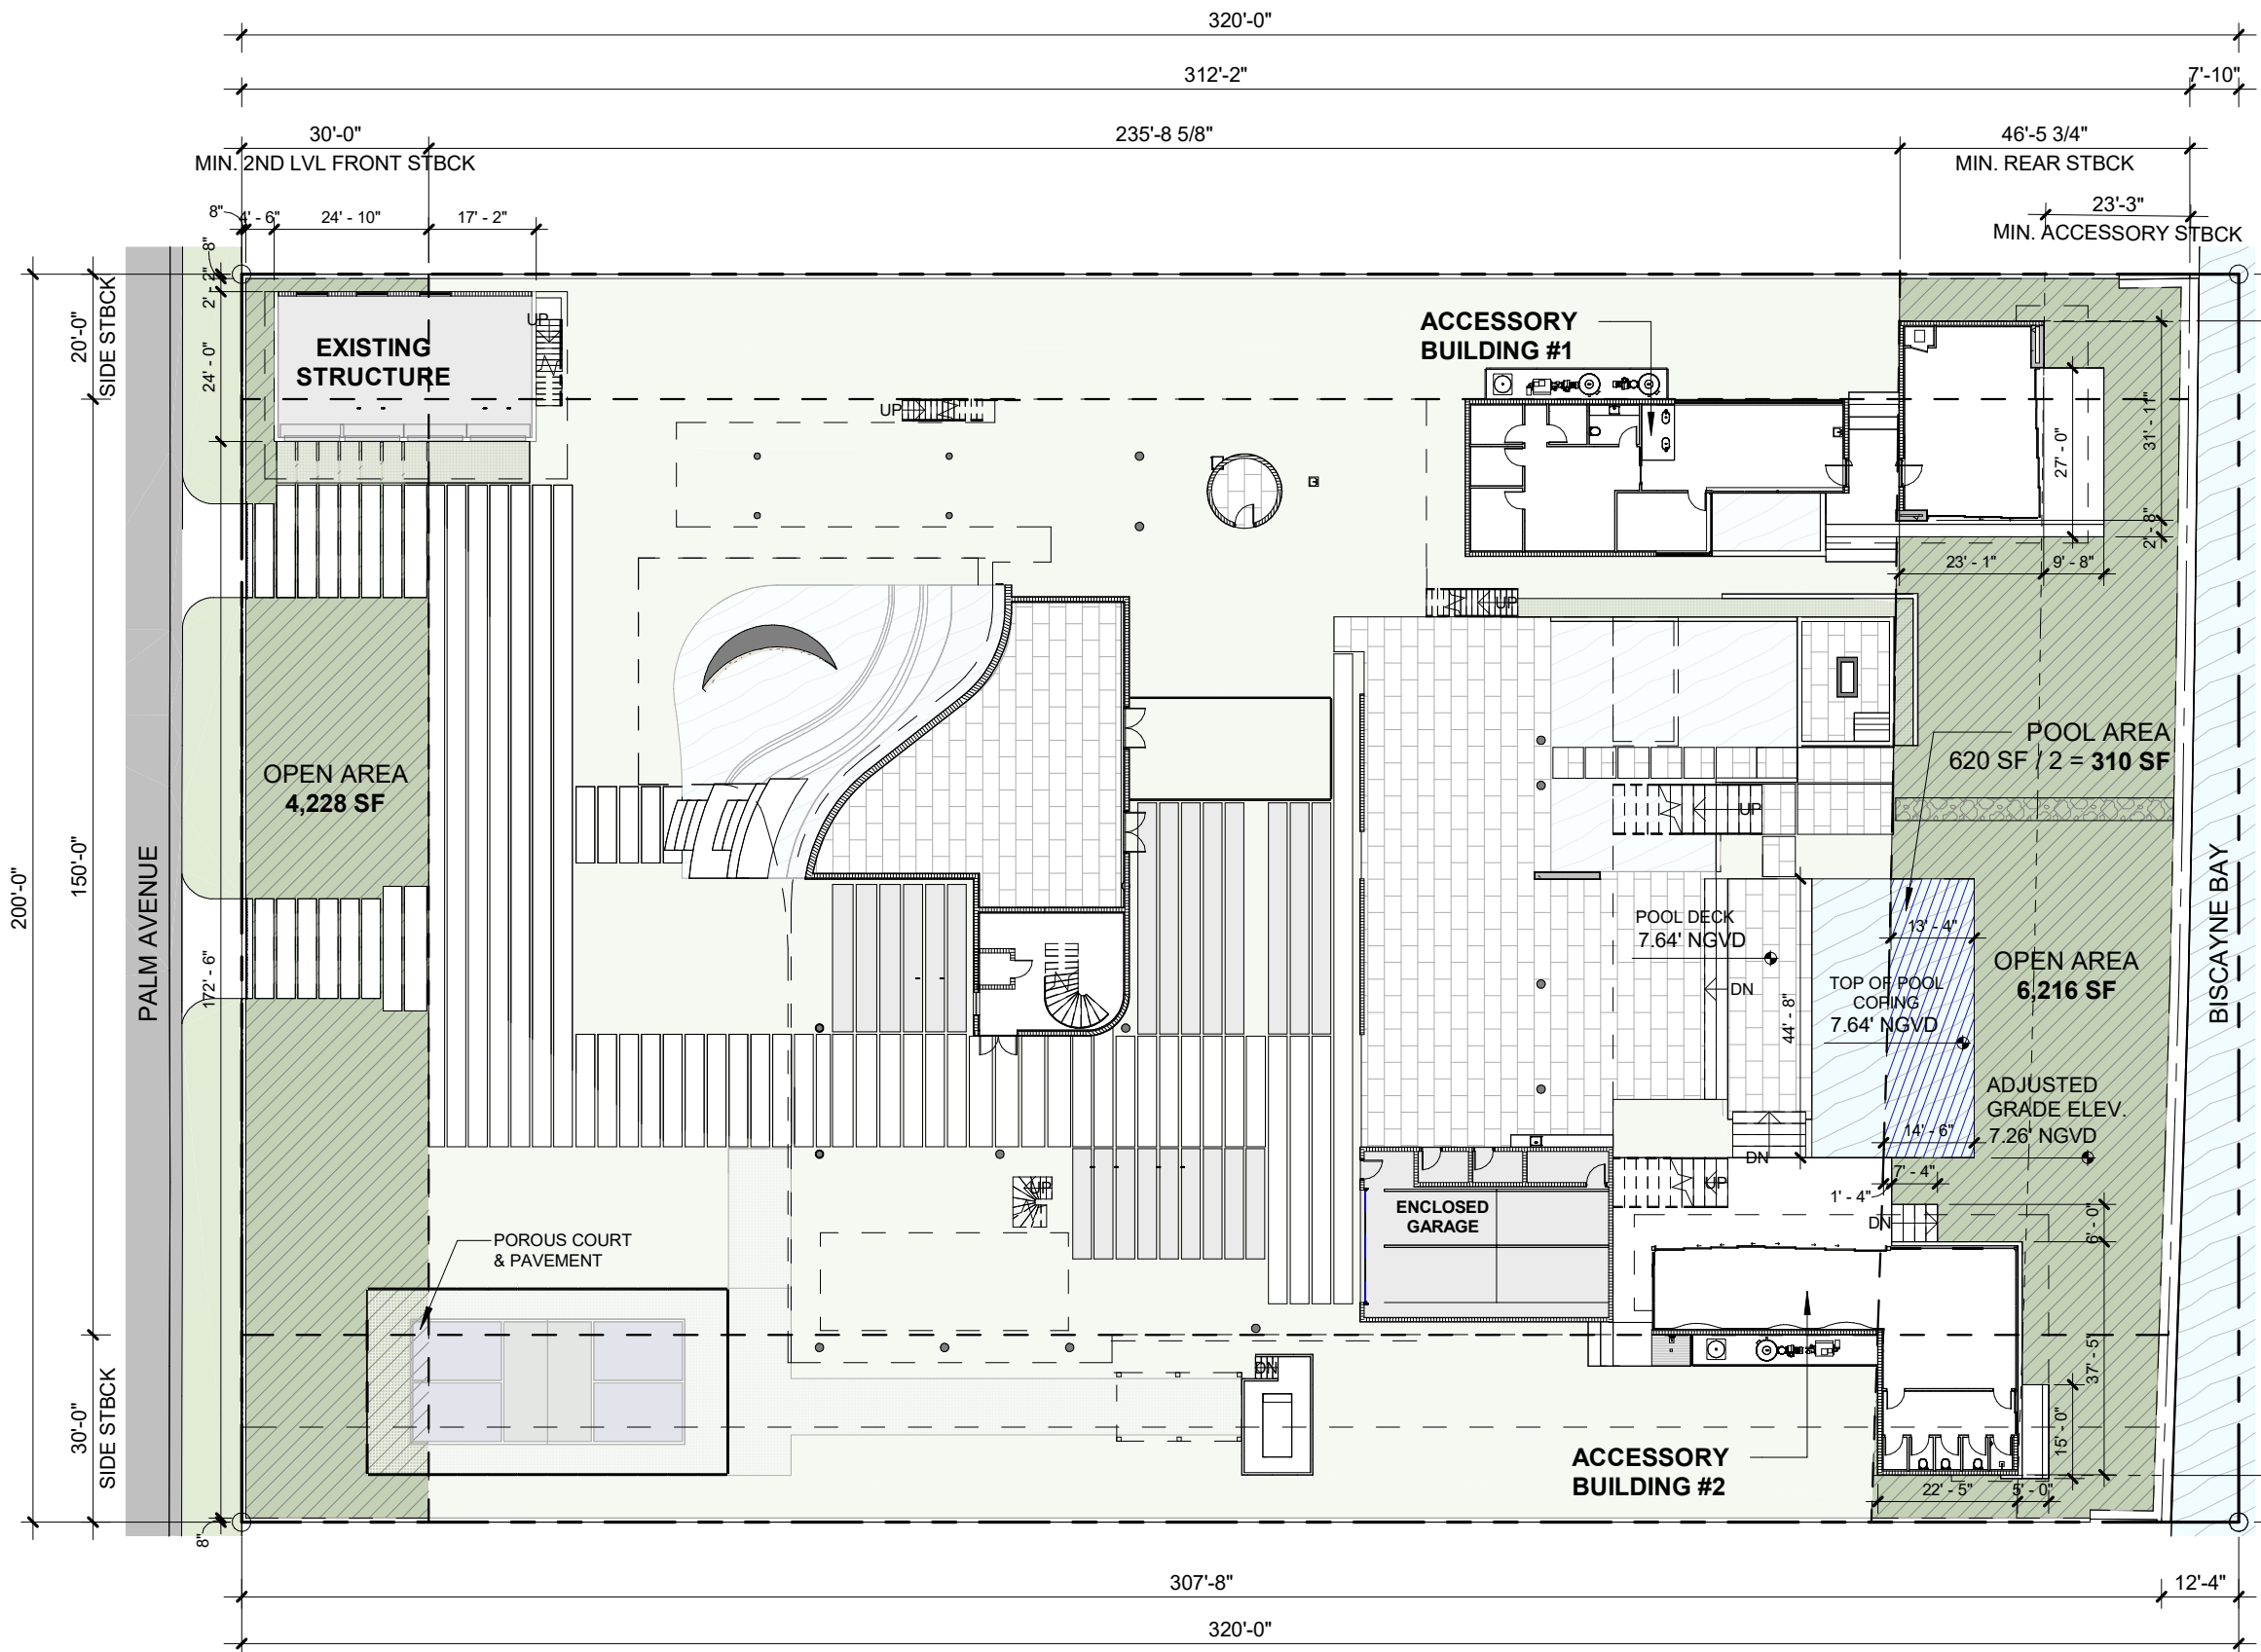 320'-0"
312'-2"
7'-10"
30'-0"
235'-8 5/8"
46'-5 3/4"
MIN. 2ND LVL FRONT STBCK
MIN. REAR STBCK
8"
4' - 6"
24' - 10"
17' - 2"
23'-3"
MIN. ACCESSORY STBCK
8"
2' - 2"
20'-0"
SIDE STBCK
24' - 0"
EXISTING
STRUCTURE
UP
ACCESSORY
BUILDING #1
UP
31' - 11"
27' - 0"
2' - 8"
23' - 1"
9' - 8"
UP
POOL AREA
620 SF / 2 = 310 SF
OPEN AREA
4,228 SF
UP
200'-0"
150'-0"
172' - 6"
PALM AVENUE
BISCAYNE BAY
POOL DECK
7.64' NGVD
13' - 4"
OPEN AREA
6,216 SF
DN
TOP OF POOL
COPING
7.64' NGVD
44' - 8"
ADJUSTED
GRADE ELEV.
7.26' NGVD
14' - 6"
DN
7' - 4"
1' - 4"
UP
UP
ENCLOSED
GARAGE
DN
6' - 0"
POROUS COURT
& PAVEMENT
37' - 5"
DN
30'-0"
SIDE STBCK
15' - 0"
ACCESSORY
BUILDING #2
22' - 5"
5' - 0"
8"
307'-8"
12'-4"
320'-0"